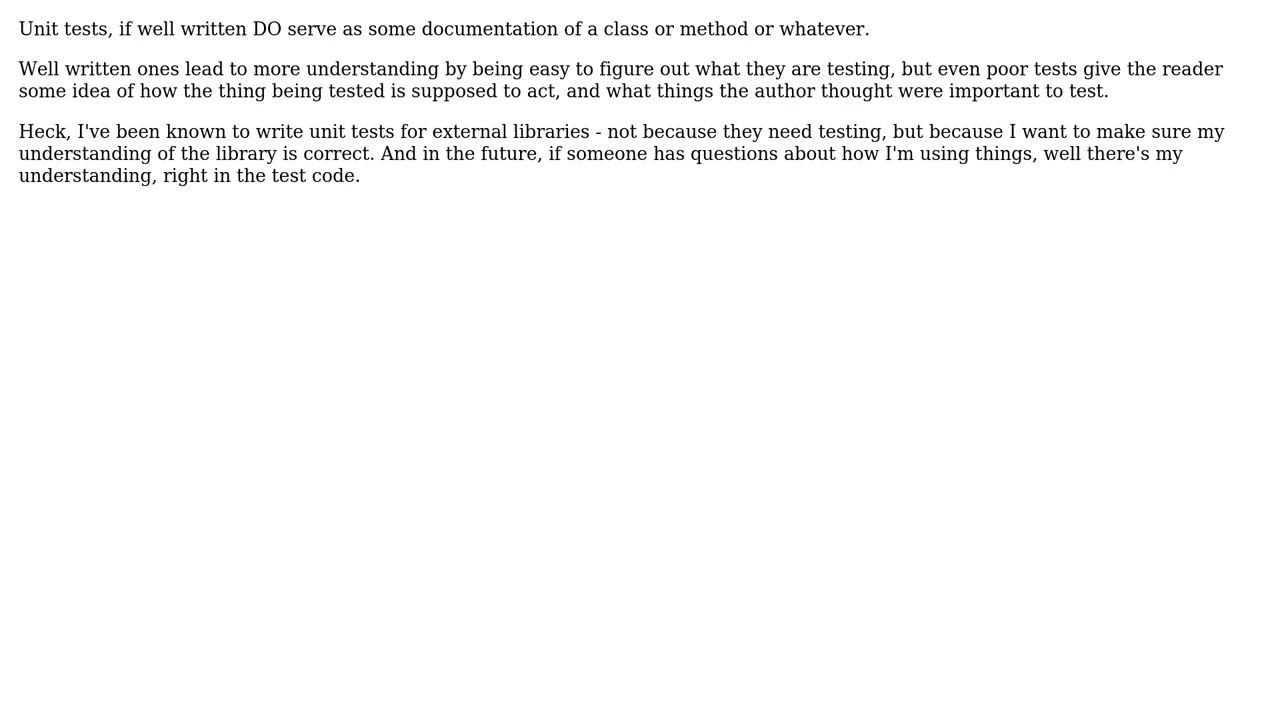 Unit tests, if well written DO serve as some documentation of a class or method or whatever.
Well written ones lead to more understanding by being easy to figure out what they are testing, but even poor tests give the reader
some idea of how the thing being tested is supposed to act, and what things the author thought were important to test.
Heck, I've been known to write unit tests for external libraries - not because they need testing, but because I want to make sure my
understanding of the library is correct. And in the future, if someone has questions about how I'm using things, well there's my
understanding, right in the test code.